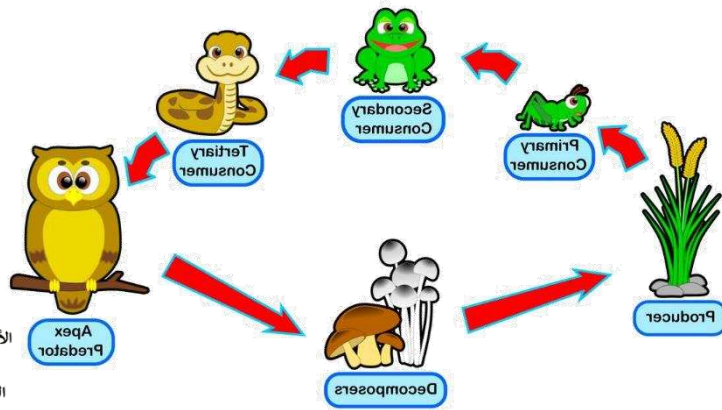 Secondary
Consumer
Tertiary
Consumer
Primary
Consumer
Producer
Apex
Predator
Decomposers